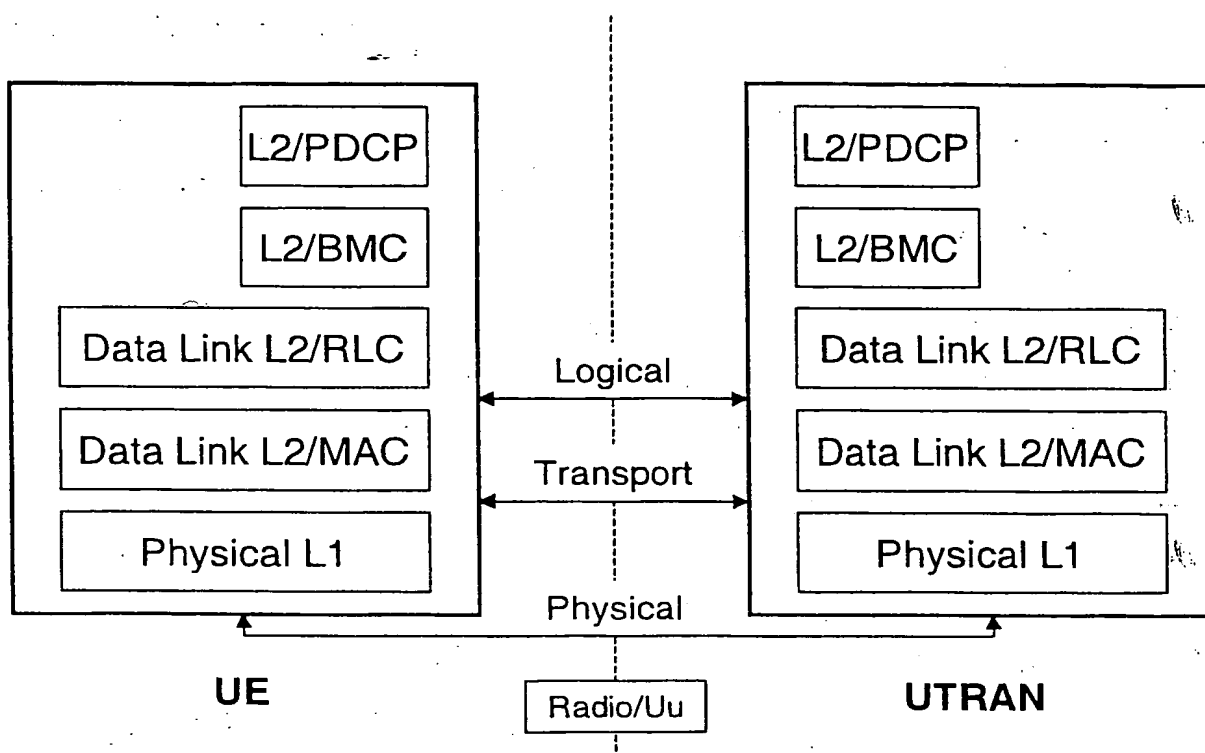 L2/PDCP
L2/BMC
Data Link L2/RLC
Data Link L2/MAC
Physical L1
UE
Logical
Transport
Physical
Radio/Uu
L2/PDCP
L2/BMC
Data Link L2/RLC
Data Link L2/MAC
Physical L1
UTRAN